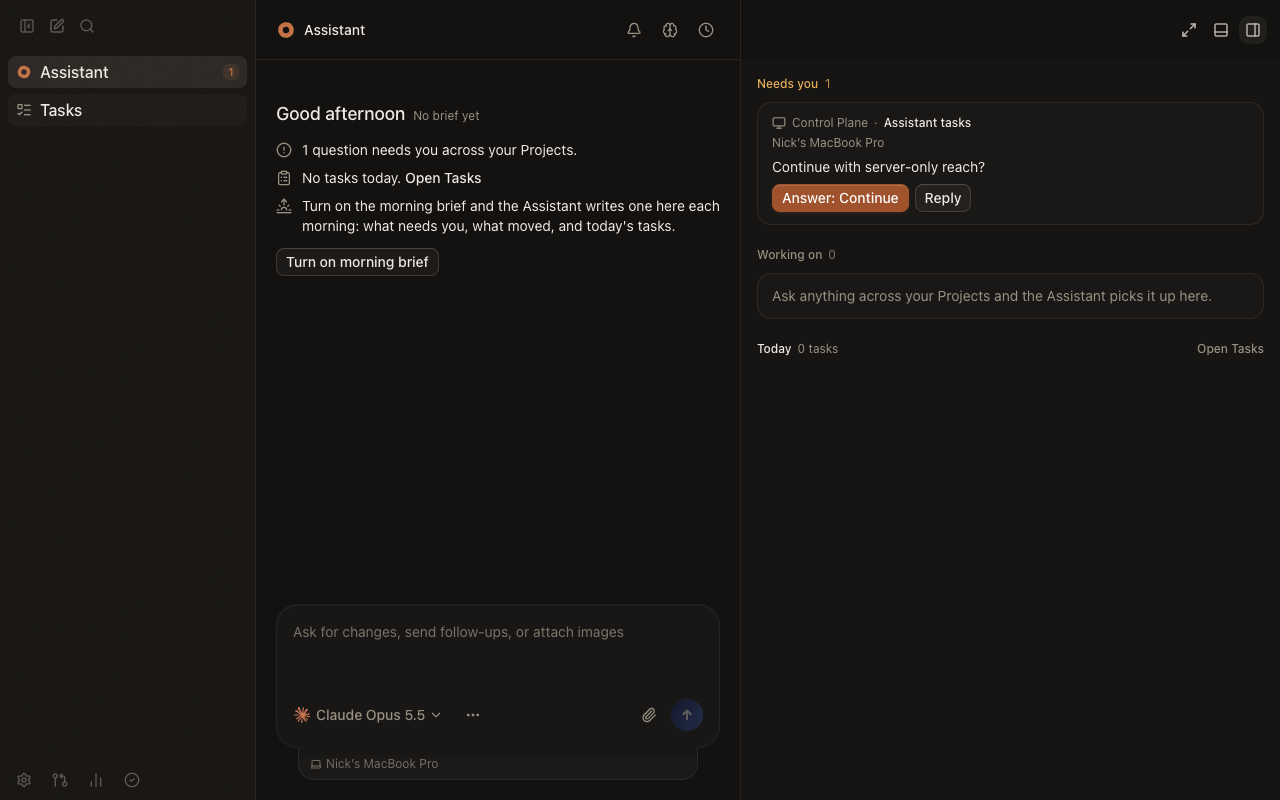 Assistant
1
Tasks
Assistant
Good afternoon No brief yet
1 question needs you across your Projects.
No tasks today. Open Tasks
Turn on the morning brief and the Assistant writes one here each
morning: what needs you, what moved, and today's tasks.
Turn on morning brief
Ask for changes, send follow-ups, or attach images
Claude Opus 5.5
Nick's MacBook Pro
Needs you 1
Control Plane · Assistant tasks
Nick's MacBook Pro
Continue with server-only reach?
Answer: Continue
Reply
Working on 0
Ask anything across your Projects and the Assistant picks it up here.
Today 0 tasks
Open Tasks